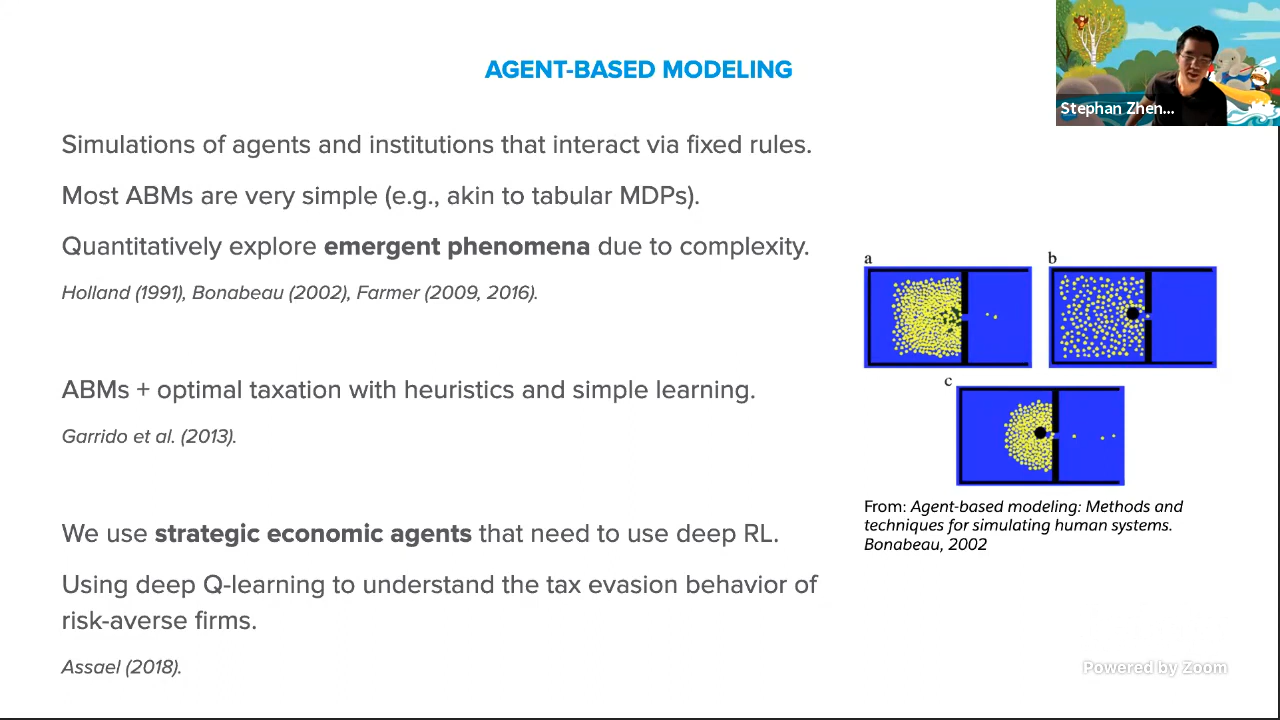 AGENT-BASED MODELING
Stephan Zhen...
Simulations of agents and institutions that interact via fixed rules.
Most ABMs are very simple (e.g., akin to tabular MDPs).
Quantitatively explore emergent phenomena due to complexity.
Holland (1991), Bonabeau (2002), Farmer (2009, 2016).
ABMs + optimal taxation with heuristics and simple learning.
Garrido et al. (2013).
We use strategic economic agents that need to use deep RL.
Using deep Q-learning to understand the tax evasion behavior of
risk-averse firms.
Assael (2018).
a
b
c
From: Agent-based modeling: Methods and
techniques for simulating human systems.
Bonabeau, 2002
Powered by Zoom